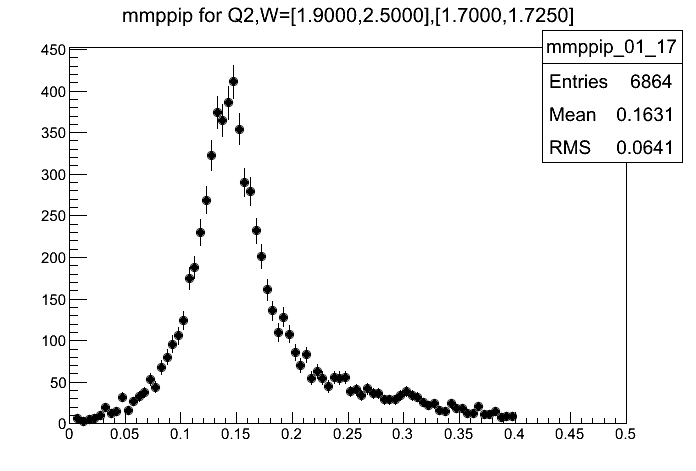 mmppip for Q2,W=[1.9000,2.5000],[1.7000,1.7250]
mmppip_01_17
Entries 6864
Mean 0.1631
RMS 0.0641
450
400
350
300
250
200
150
100
50
0
0 0.05 0.1 0.15 0.2 0.25 0.3 0.35 0.4 0.45 0.5